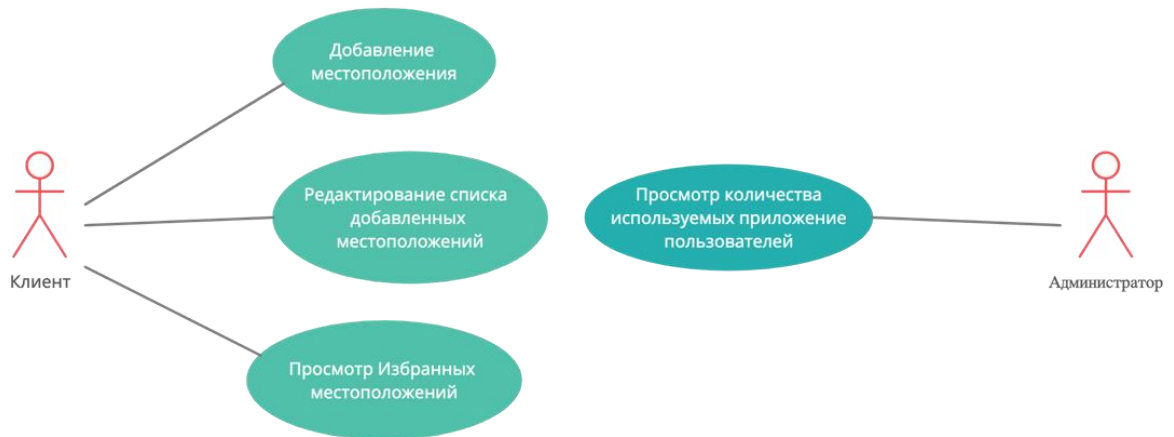 Добавление
местоположения
Редактирование списка
добавленных
местоположений
Просмотр количества
используемых приложение
пользователей
Клиент
Администратор
Просмотр Избранных
местоположений